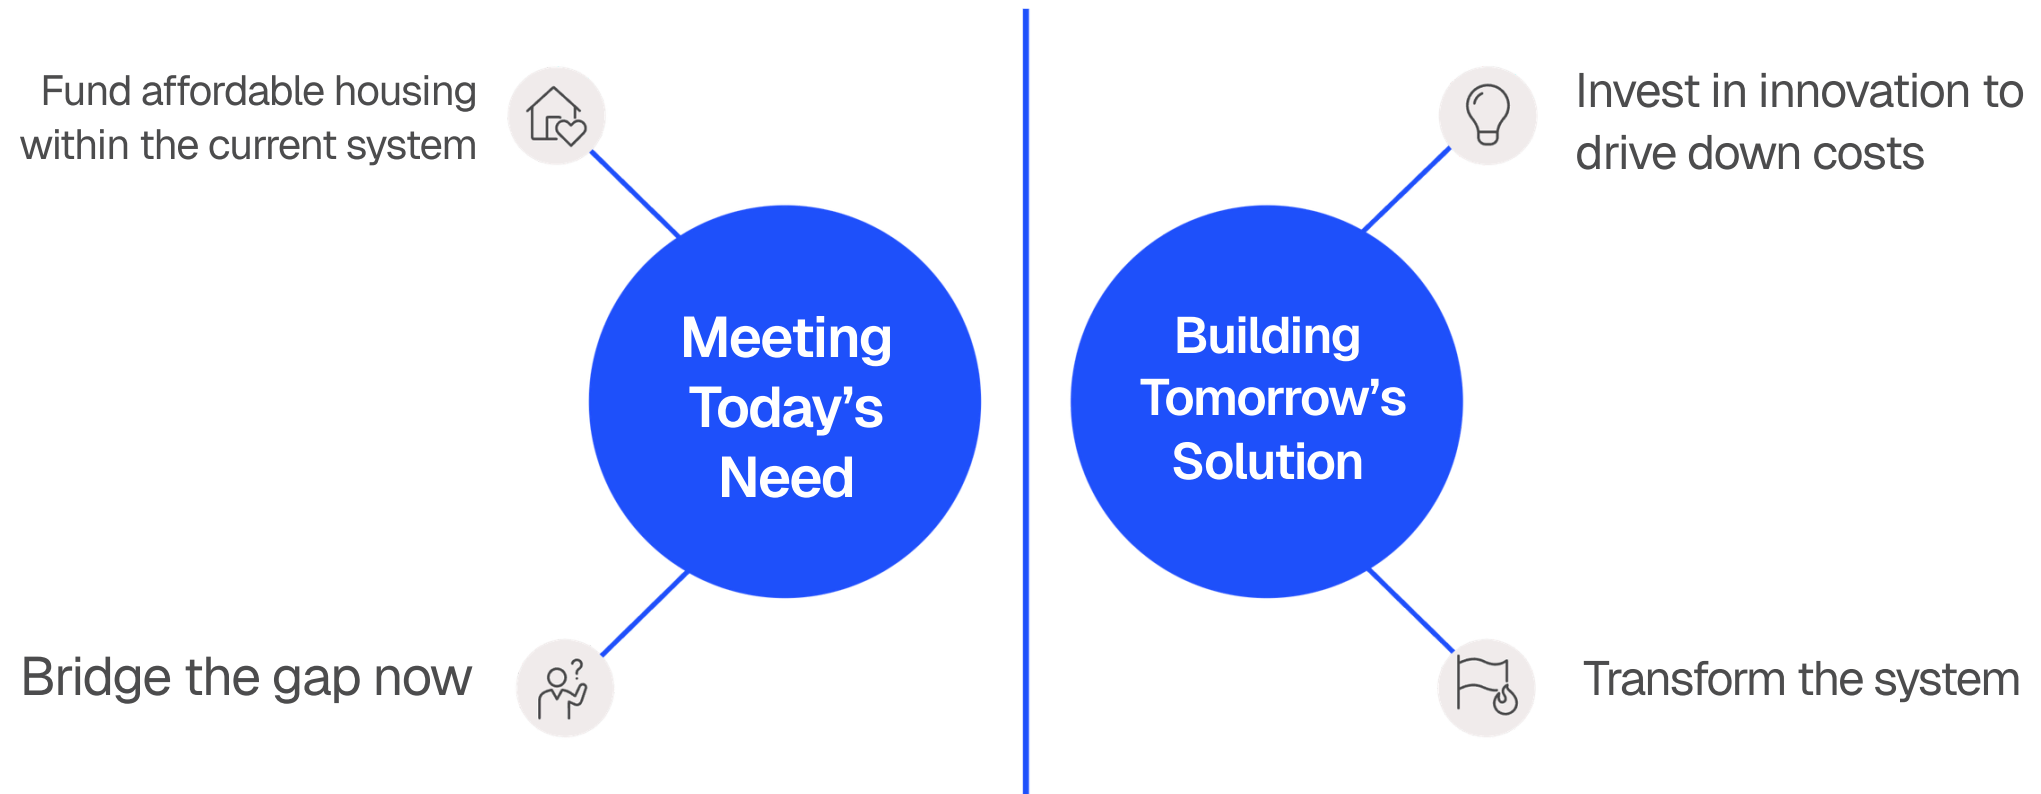 Fund affordable housing
within the current system
Meeting
Today’s
Need
Bridge the gap now
?
Invest in innovation to
drive down costs
Building
Tomorrow’s
Solution
Transform the system